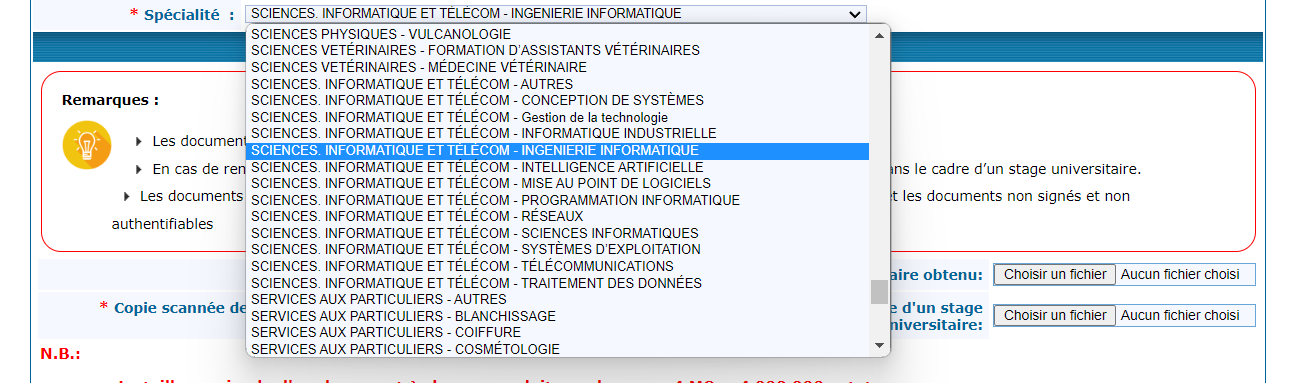 * Spécialité : SCIENCES. INFORMATIQUE ET TÉLÉCOM - INGENIERIE INFORMATIQUE
SCIENCES PHYSIQUES - VULCANOLOGIE
SCIENCES VETÉRINAIRES - FORMATION D'ASSISTANTS VÉTÉRINAIRES
SCIENCES VETÉRINAIRES - MÉDECINE VÉTÉRINAIRE
SCIENCES. INFORMATIQUE ET TÉLÉCOM - AUTRES
SCIENCES. INFORMATIQUE ET TÉLÉCOM - CONCEPTION DE SYSTÈMES
SCIENCES. INFORMATIQUE ET TÉLÉCOM - Gestion de la technologie
SCIENCES. INFORMATIQUE ET TÉLÉCOM - INFORMATIQUE INDUSTRIELLE
SCIENCES. INFORMATIQUE ET TÉLÉCOM - INGENIERIE INFORMATIQUE
SCIENCES. INFORMATIQUE ET TÉLÉCOM - INTELLIGENCE ARTIFICIELLE
SCIENCES. INFORMATIQUE ET TÉLÉCOM - MISE AU POINT DE LOGICIELS
SCIENCES. INFORMATIQUE ET TÉLÉCOM - PROGRAMMATION INFORMATIQUE
SCIENCES. INFORMATIQUE ET TÉLÉCOM - RÉSEAUX
SCIENCES. INFORMATIQUE ET TÉLÉCOM - SCIENCES INFORMATIQUES
SCIENCES. INFORMATIQUE ET TÉLÉCOM - SYSTÈMES D'EXPLOITATION
SCIENCES. INFORMATIQUE ET TÉLÉCOM - TÉLÉCOMMUNICATIONS
SCIENCES. INFORMATIQUE ET TÉLÉCOM - TRAITEMENT DES DONNÉES
SERVICES AUX PARTICULIERS - AUTRES
SERVICES AUX PARTICULIERS - BLANCHISSAGE
SERVICES AUX PARTICULIERS - COIFFURE
SERVICES AUX PARTICULIERS - COSMÉTOLOGIE
Remarques :
Les document
En cas de ren
ans le cadre d'un stage universitaire.
Les documents
et les documents non signés et non
authentifiables
aire obtenu: Choisir un fichier Aucun fichier choisi
* Copie scannée de
e d'un stage
niversitaire: Choisir un fichier Aucun fichier choisi
N.B.: